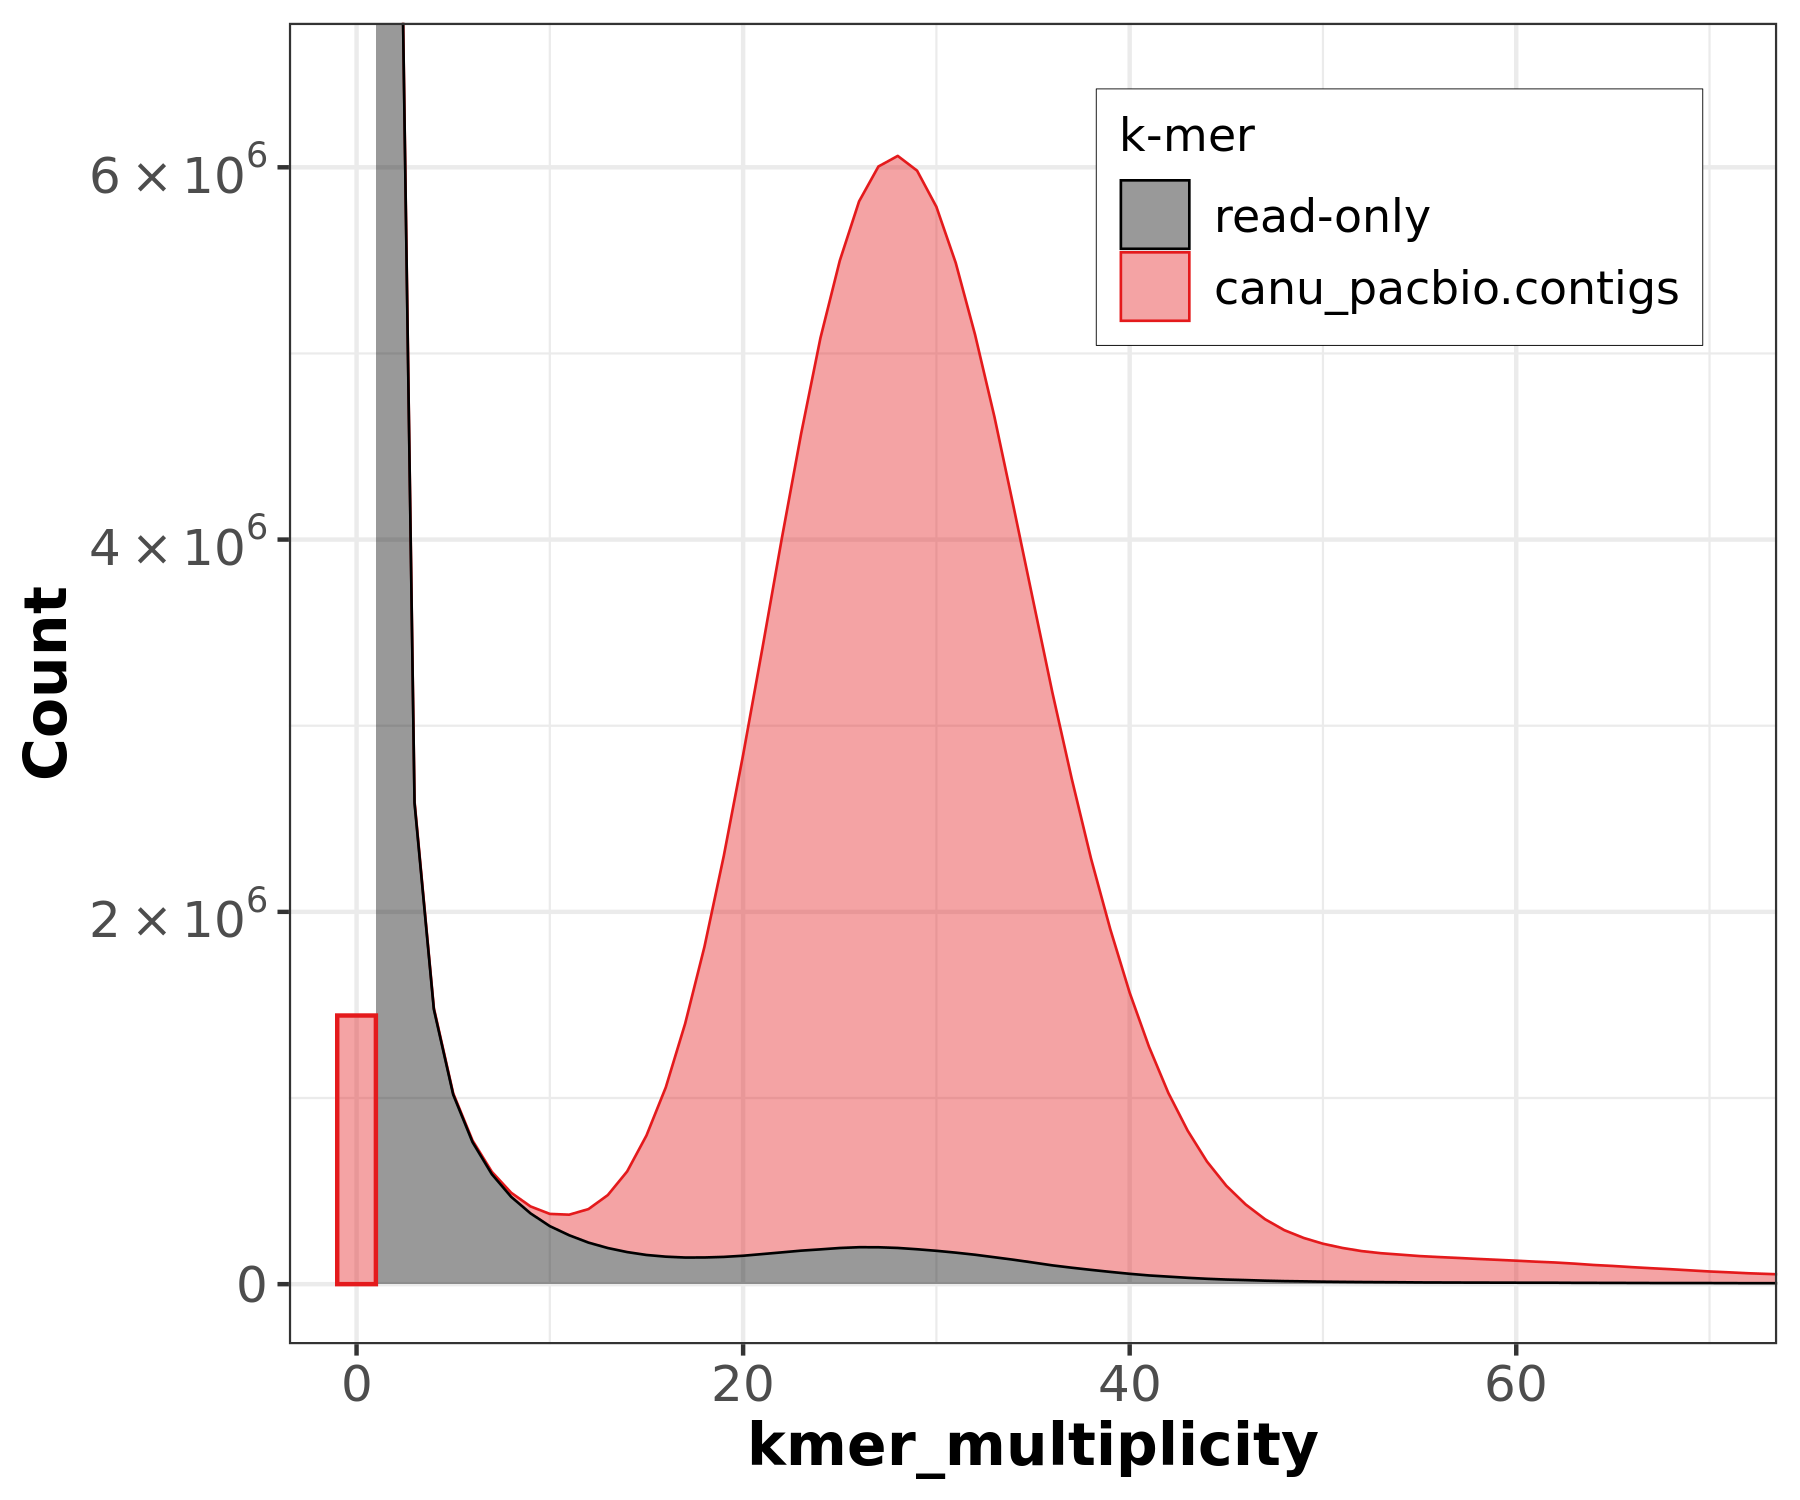 k-mer
read-only
canu_pacbio.contigs
6 × 10⁶
4 × 10⁶
2 × 10⁶
0
Count
0 20 40 60
kmer_multiplicity